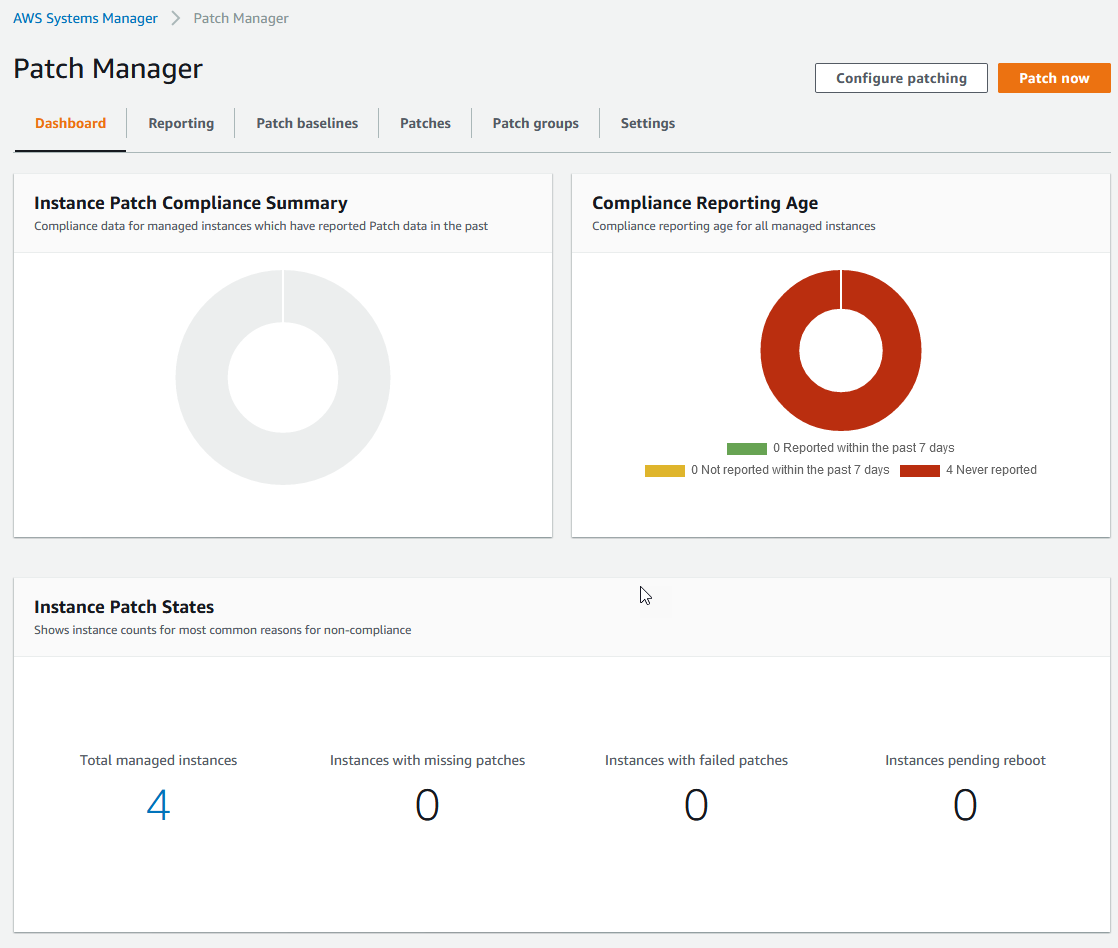 AWS Systems Manager > Patch Manager
Patch Manager
Configure patching Patch now
Dashboard Reporting Patch baselines Patches Patch groups Settings
Instance Patch Compliance Summary
Compliance data for managed instances which have reported Patch data in the past
Compliance Reporting Age
Compliance reporting age for all managed instances
0 Reported within the past 7 days
0 Not reported within the past 7 days 4 Never reported
Instance Patch States
Shows instance counts for most common reasons for non-compliance
Total managed instances Instances with missing patches Instances with failed patches Instances pending reboot
4 0 0 0